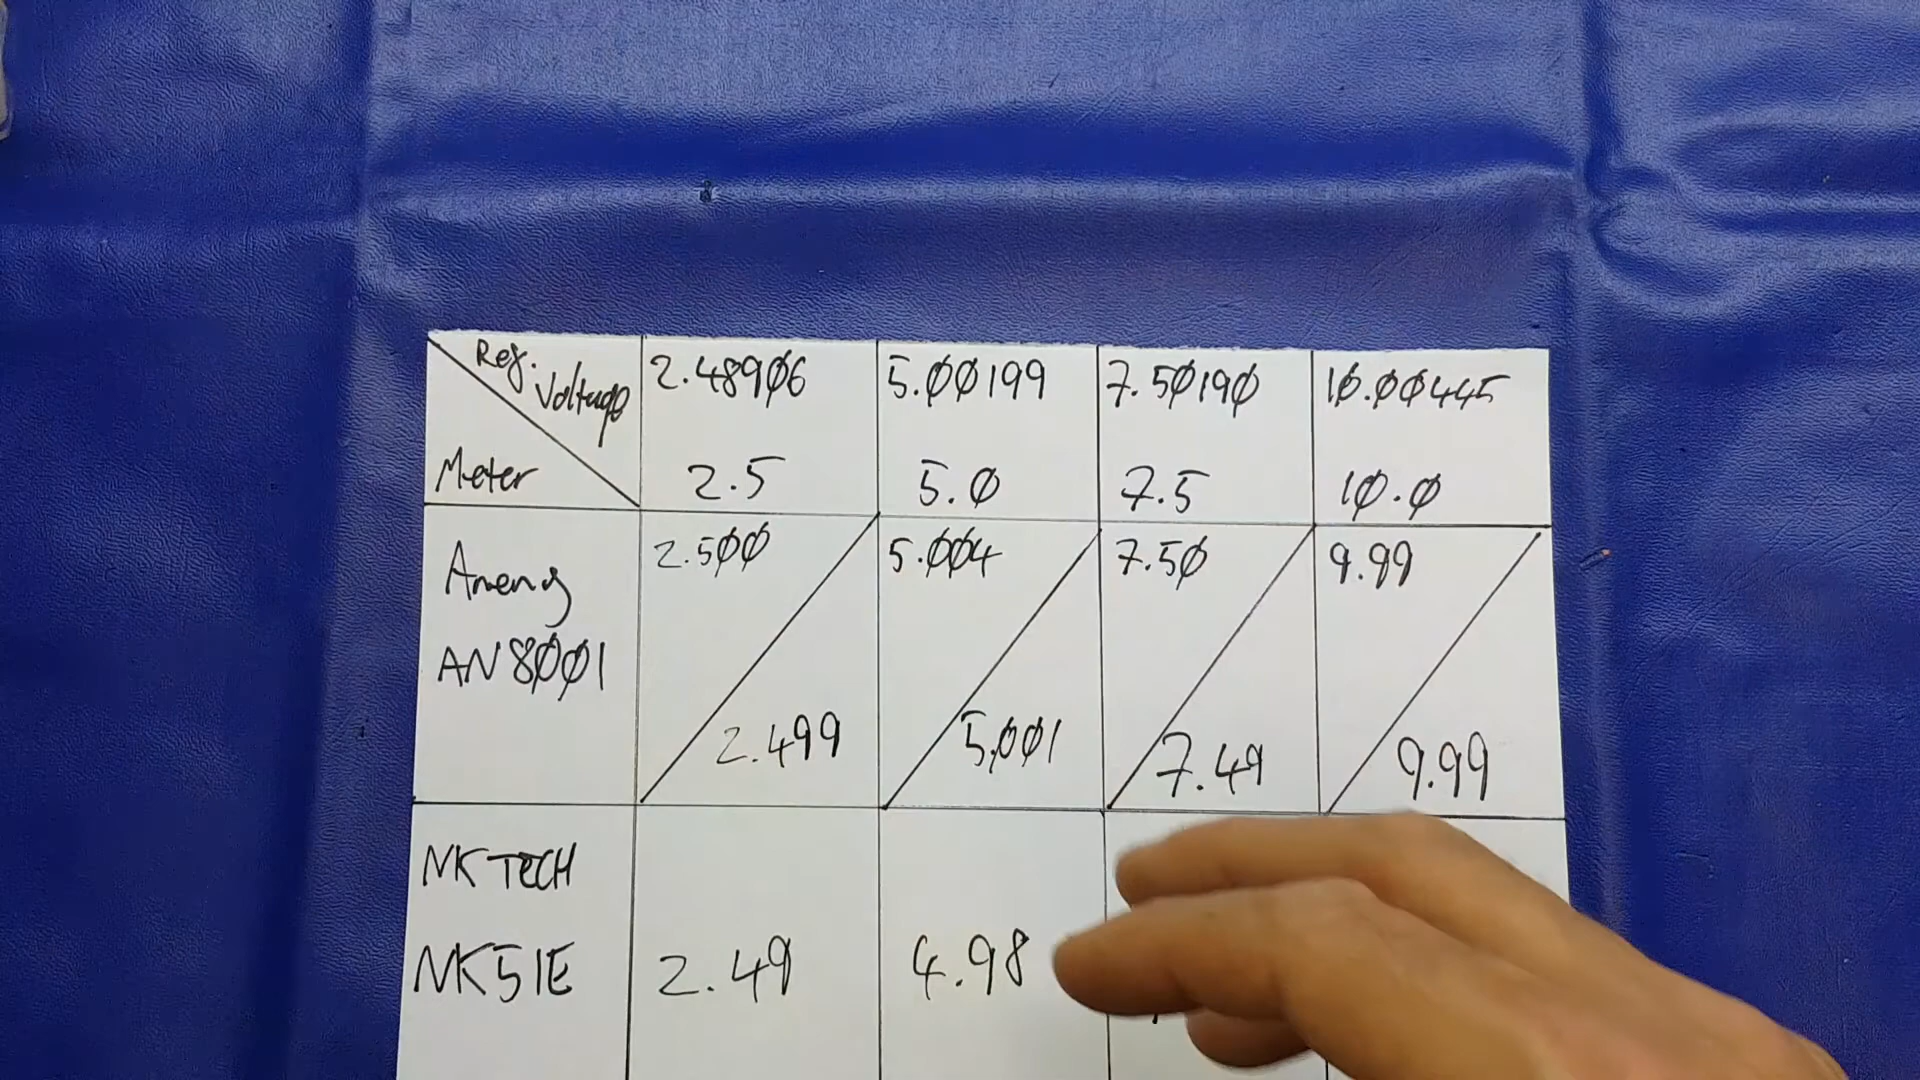 Ref. Voltage
Meter
2.48906 5.00199 7.50190 10.00445
2.5 5.0 7.5 10.0
Aneng AN8001
2.500 5.004 7.50 9.99
2.499 5.001 7.49 9.99
NK TECH
NK51E 2.49 4.98